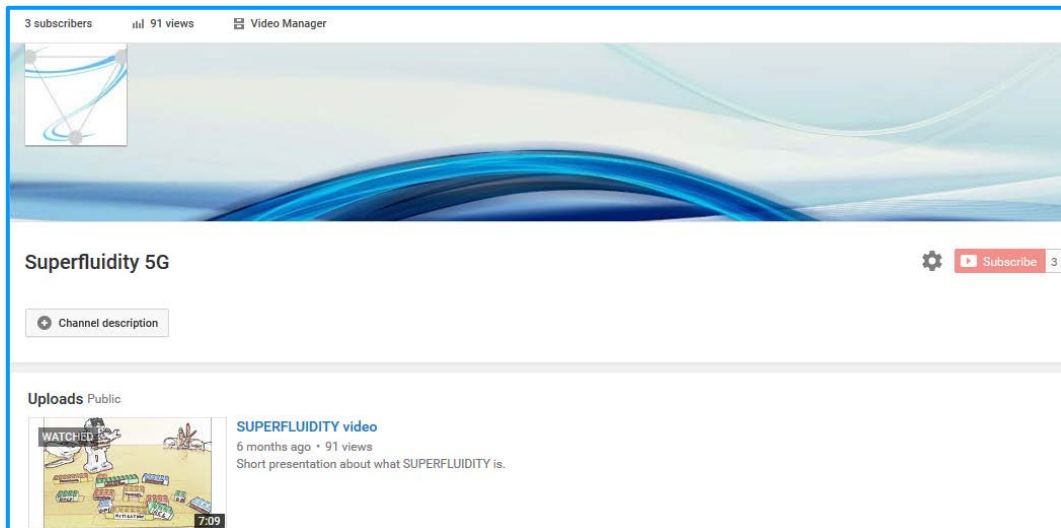 3 subscribers 91 views Video Manager
Superfluidity 5G
Subscribe 3
Channel description
Uploads Public
WATCHED
SUPERFLUIDITY video
6 months ago • 91 views
Short presentation about what SUPERFLUIDITY is.
7:09